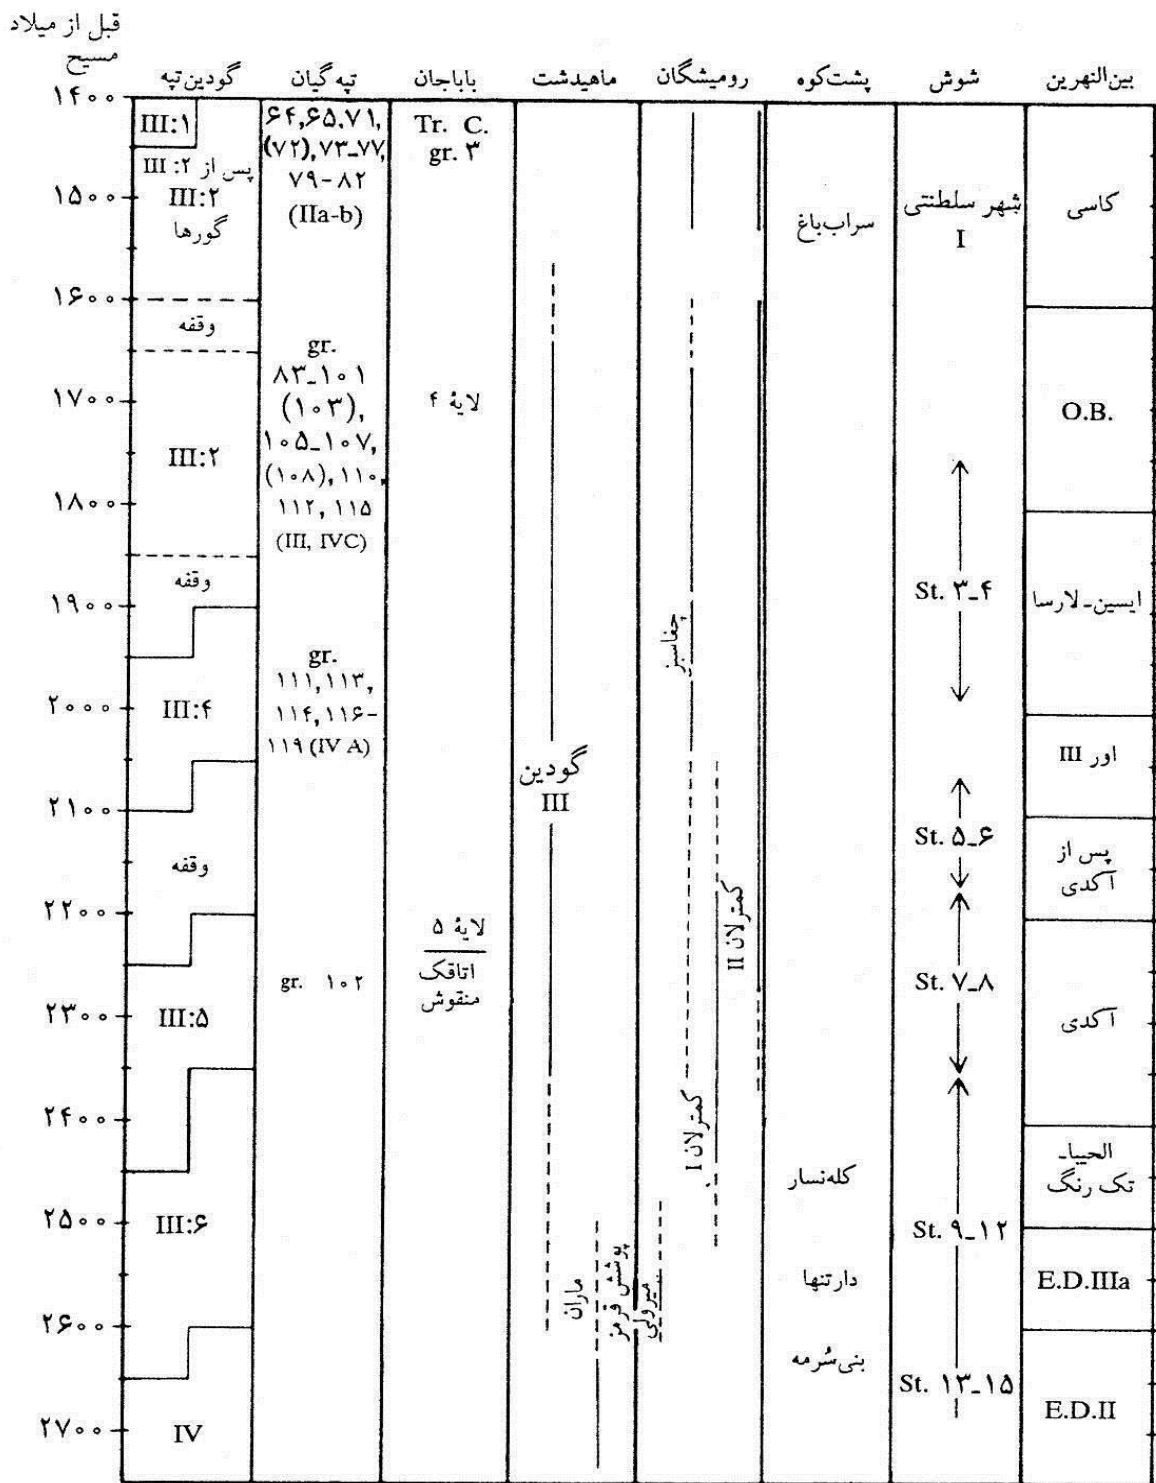 قبل از میلاد
مسیح
گودین‌تپه
تپه گیان
باباجان
ماهیدشت
رومیشگان
پشت‌کوه
شوش
بین‌النهرین
۱۴۰۰
۱۵۰۰
۱۶۰۰
۱۷۰۰
۱۸۰۰
۱۹۰۰
۲۰۰۰
۲۱۰۰
۲۲۰۰
۲۳۰۰
۲۴۰۰
۲۵۰۰
۲۶۰۰
۲۷۰۰
III:۱
پس از III :۲
III:۲
گورها
وقفه
III:۲
وقفه
III:۴
وقفه
III:۵
III:۶
IV
۶۴,۶۵,۷۱,
(۷۲),۷۳-۷۷,
۷۹-۸۲
(IIa-b)
gr.
۸۳-۱۰۱
(۱۰۳),
۱۰۵-۱۰۷,
(۱۰۸),۱۱۰,
۱۱۲,۱۱۵
(III, IVC)
gr.
۱۱۱,۱۱۳,
۱۱۴,۱۱۶-
۱۱۹(IV A)
gr. ۱۰۲
Tr. C.
gr. ۳
لایهٔ ۴
لایهٔ ۵
اتاقک
منقوش
گودین
III
ماران
پوشش قرمز
میرولی
چغاسبز
کمترلان I
کمترلان II
سراب‌باغ
کله‌نسار
دارتنها
بنی‌سُرمه
شهر سلطنتی
I
St. ۳-۴
St. ۵-۶
St. ۷-۸
St. ۹-۱۲
St. ۱۳-۱۵
کاسی
O.B.
ایسین-لارسا
اور III
پس از
آکدی
آکدی
الحیبا-
تک رنگ
E.D.IIIa
E.D.II